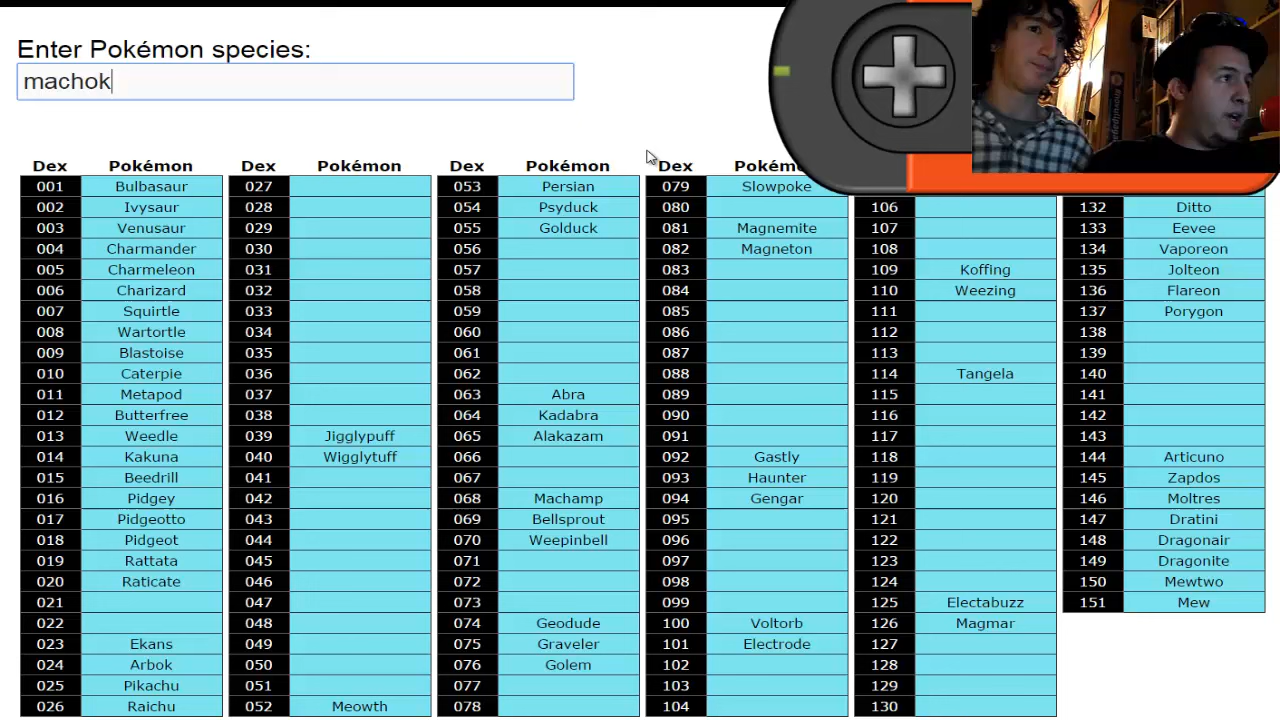 Enter Pokémon species:
machok
Dex Pokémon Dex Pokémon Dex Pokémon Dex Pokém
001 Bulbasaur 027 053 Persian 079 Slowpoke
002 Ivysaur 028 054 Psyduck 080 106 132 Ditto
003 Venusaur 029 055 Golduck 081 Magnemite 107 133 Eevee
004 Charmander 030 056 082 Magneton 108 134 Vaporeon
005 Charmeleon 031 057 083 109 Koffing 135 Jolteon
006 Charizard 032 058 084 110 Weezing 136 Flareon
007 Squirtle 033 059 085 111 137 Porygon
008 Wartortle 034 060 086 112 138
009 Blastoise 035 061 087 113 139
010 Caterpie 036 062 088 114 Tangela 140
011 Metapod 037 063 Abra 089 115 141
012 Butterfree 038 064 Kadabra 090 116 142
013 Weedle 039 Jigglypuff 065 Alakazam 091 117 143
014 Kakuna 040 Wigglytuff 066 092 Gastly 118 144 Articuno
015 Beedrill 041 067 093 Haunter 119 145 Zapdos
016 Pidgey 042 068 Machamp 094 Gengar 120 146 Moltres
017 Pidgeotto 043 069 Bellsprout 095 121 147 Dratini
018 Pidgeot 044 070 Weepinbell 096 122 148 Dragonair
019 Rattata 045 071 097 123 149 Dragonite
020 Raticate 046 072 098 124 150 Mewtwo
021 047 073 099 125 Electabuzz 151 Mew
022 048 074 Geodude 100 Voltorb 126 Magmar
023 Ekans 049 075 Graveler 101 Electrode 127
024 Arbok 050 076 Golem 102 128
025 Pikachu 051 077 103 129
026 Raichu 052 Meowth 078 104 130